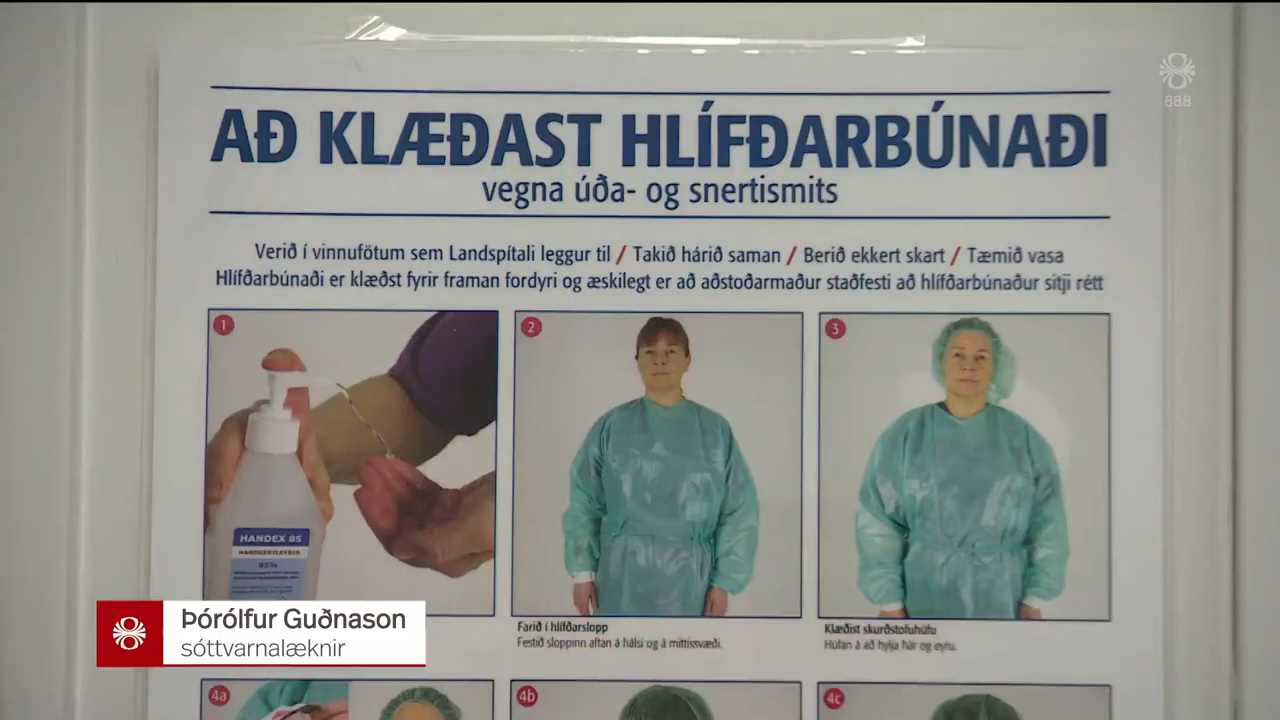 888
AÐ KLÆÐAST HLÍFÐARBÚNAÐI
vegna úða- og snertismits
Verið í vinnufötum sem Landspítali leggur til / Takið hárið saman / Berið ekkert skart / Tæmið vasa
Hlífðarbúnaði er klæðst fyrir framan fordyri og æskilegt er að aðstoðarmaður staðfesti að hlífðarbúnaður sitji rétt
1
2
3
HANDEX 85
85%
Farið í hlífðarslopp
Festið sloppinn aftan á hálsi og á mittissvæði.
Klæðist skurðstofuhúfu
Húfan á að hylja hár og eyru.
Þórólfur Guðnason
sóttvarnalæknir
4a
4b
4c